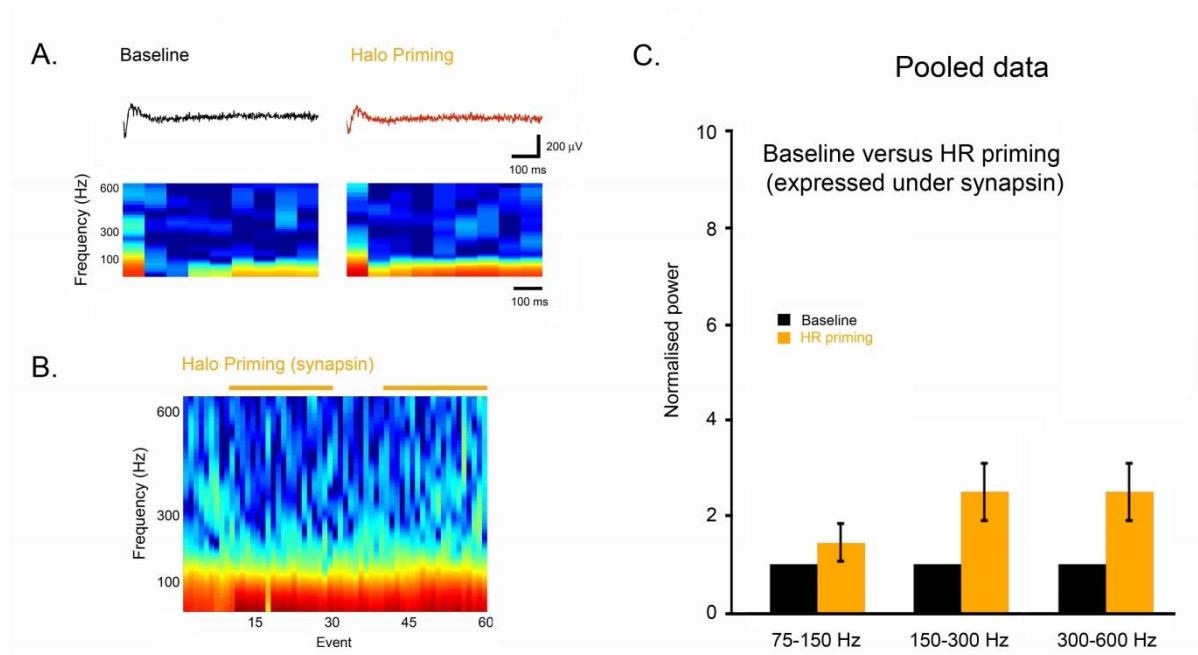 A.
Baseline
Halo Priming
200 μV
100 ms
Frequency (Hz)
600
300
100
100 ms
B.
Halo Priming (synapsin)
Frequency (Hz)
600
300
100
15
30
45
60
Event
C.
Pooled data
Baseline versus HR priming
(expressed under synapsin)
Normalised power
10
8
6
4
2
0
Baseline
HR priming
75-150 Hz
150-300 Hz
300-600 Hz